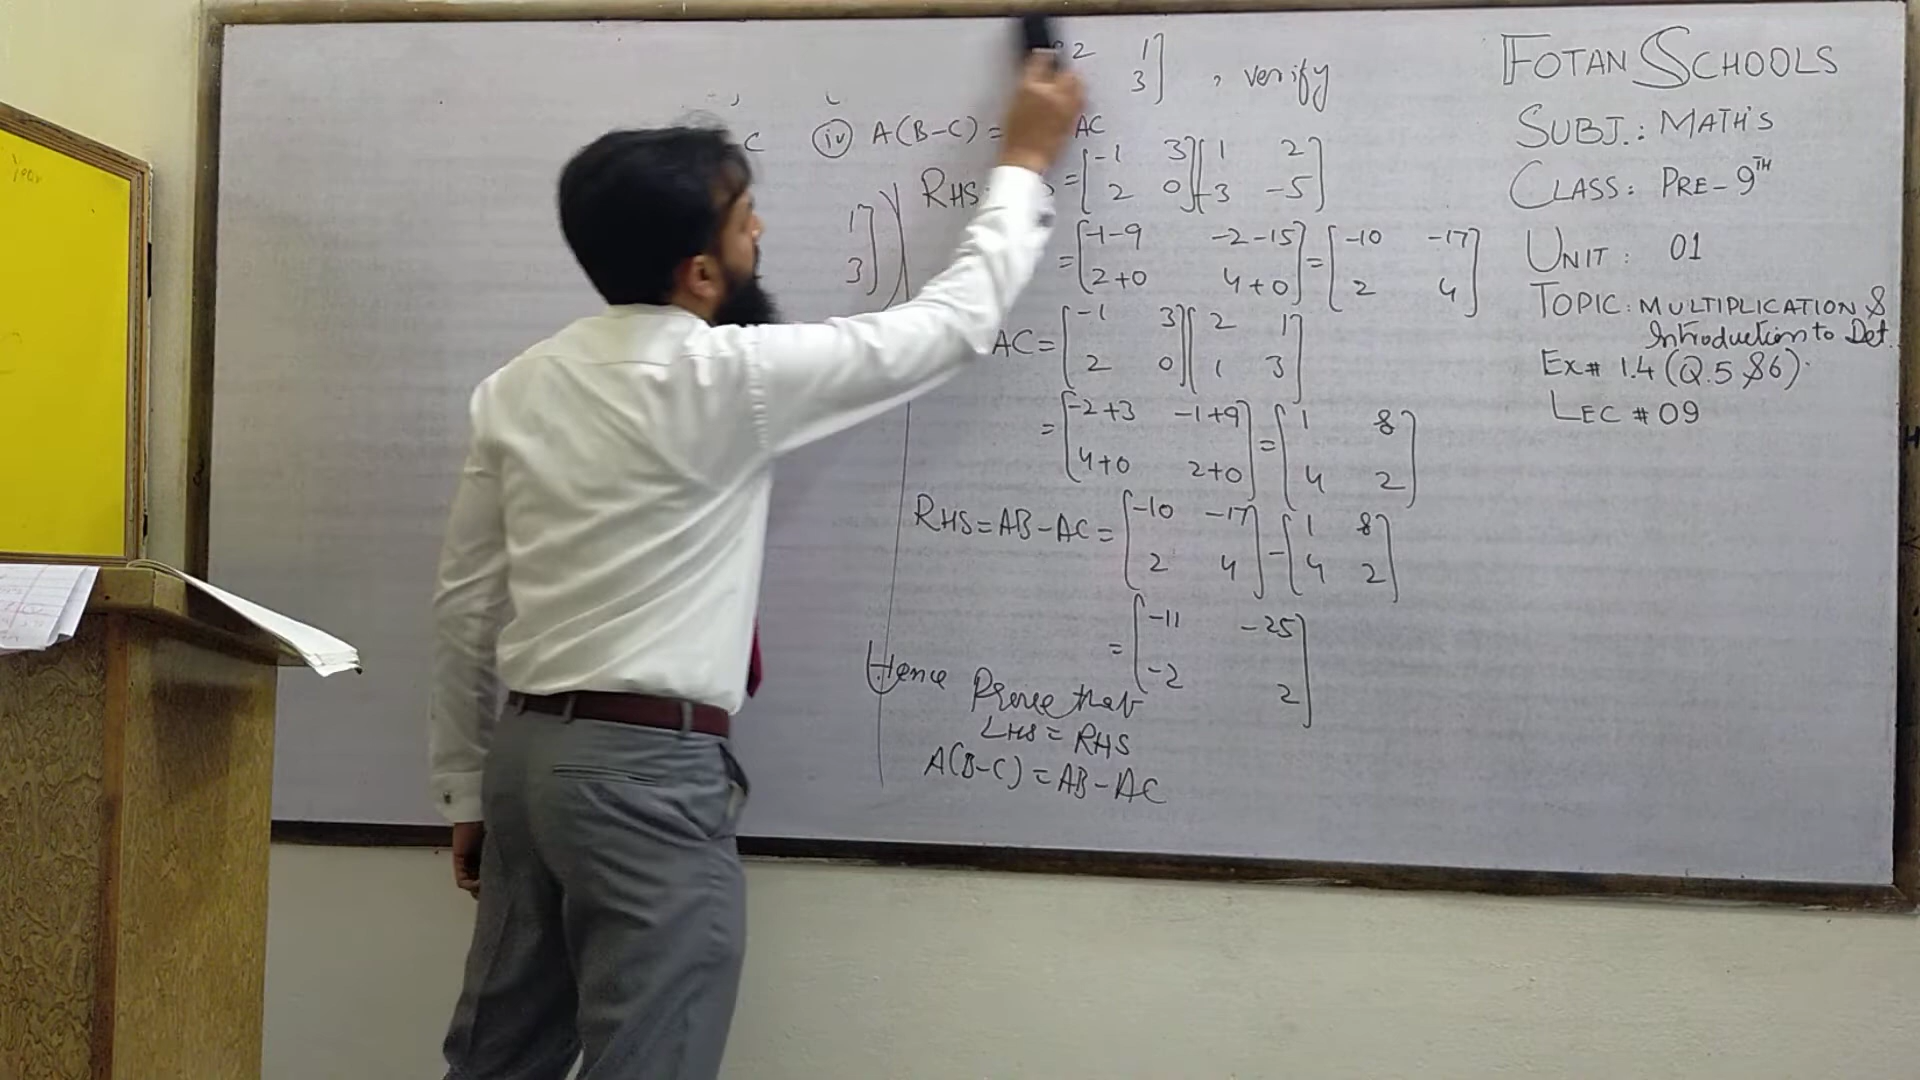 2 1
3] , verify
C (iv) A(B-C) = AC
RHS = [-1 3][1 2]
[2 0][-3 -5]
1]
3]
= [-1-9 -2-15] = [-10 -17]
[2+0 4+0] [2 4]
AC = [-1 3][2 1]
[2 0][1 3]
= [-2+3 -1+9] = [1 8]
[4+0 2+0] [4 2]
RHS = AB - AC = [-10 -17] - [1 8]
[2 4] [4 2]
= [-11 -25]
[-2 2]
Hence Prove that
LHS = RHS
A(B-C) = AB - AC
FOTAN SCHOOLS
SUBJ.: MATH'S
CLASS: PRE-9TH
UNIT: 01
TOPIC: MULTIPLICATION &
Introduction to Det.
EX# 1.4 (Q.5 &6).
LEC # 09
Year